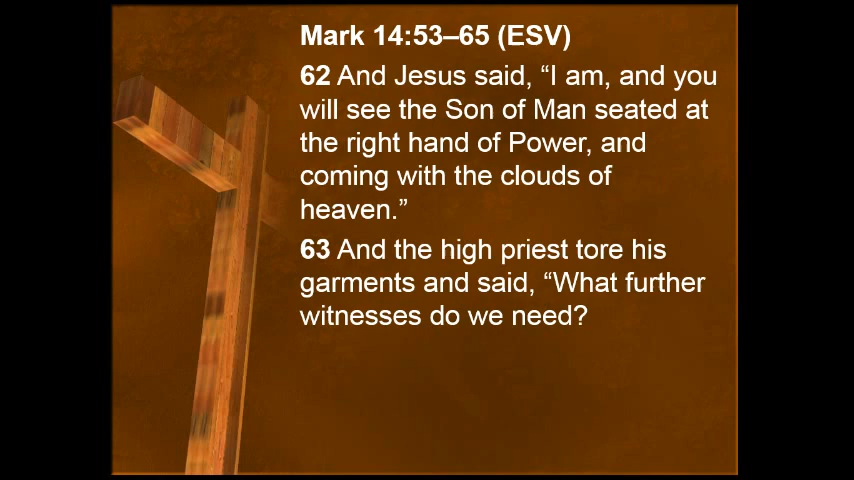 Mark 14:53–65 (ESV)
62 And Jesus said, “I am, and you
will see the Son of Man seated at
the right hand of Power, and
coming with the clouds of
heaven.”
63 And the high priest tore his
garments and said, “What further
witnesses do we need?